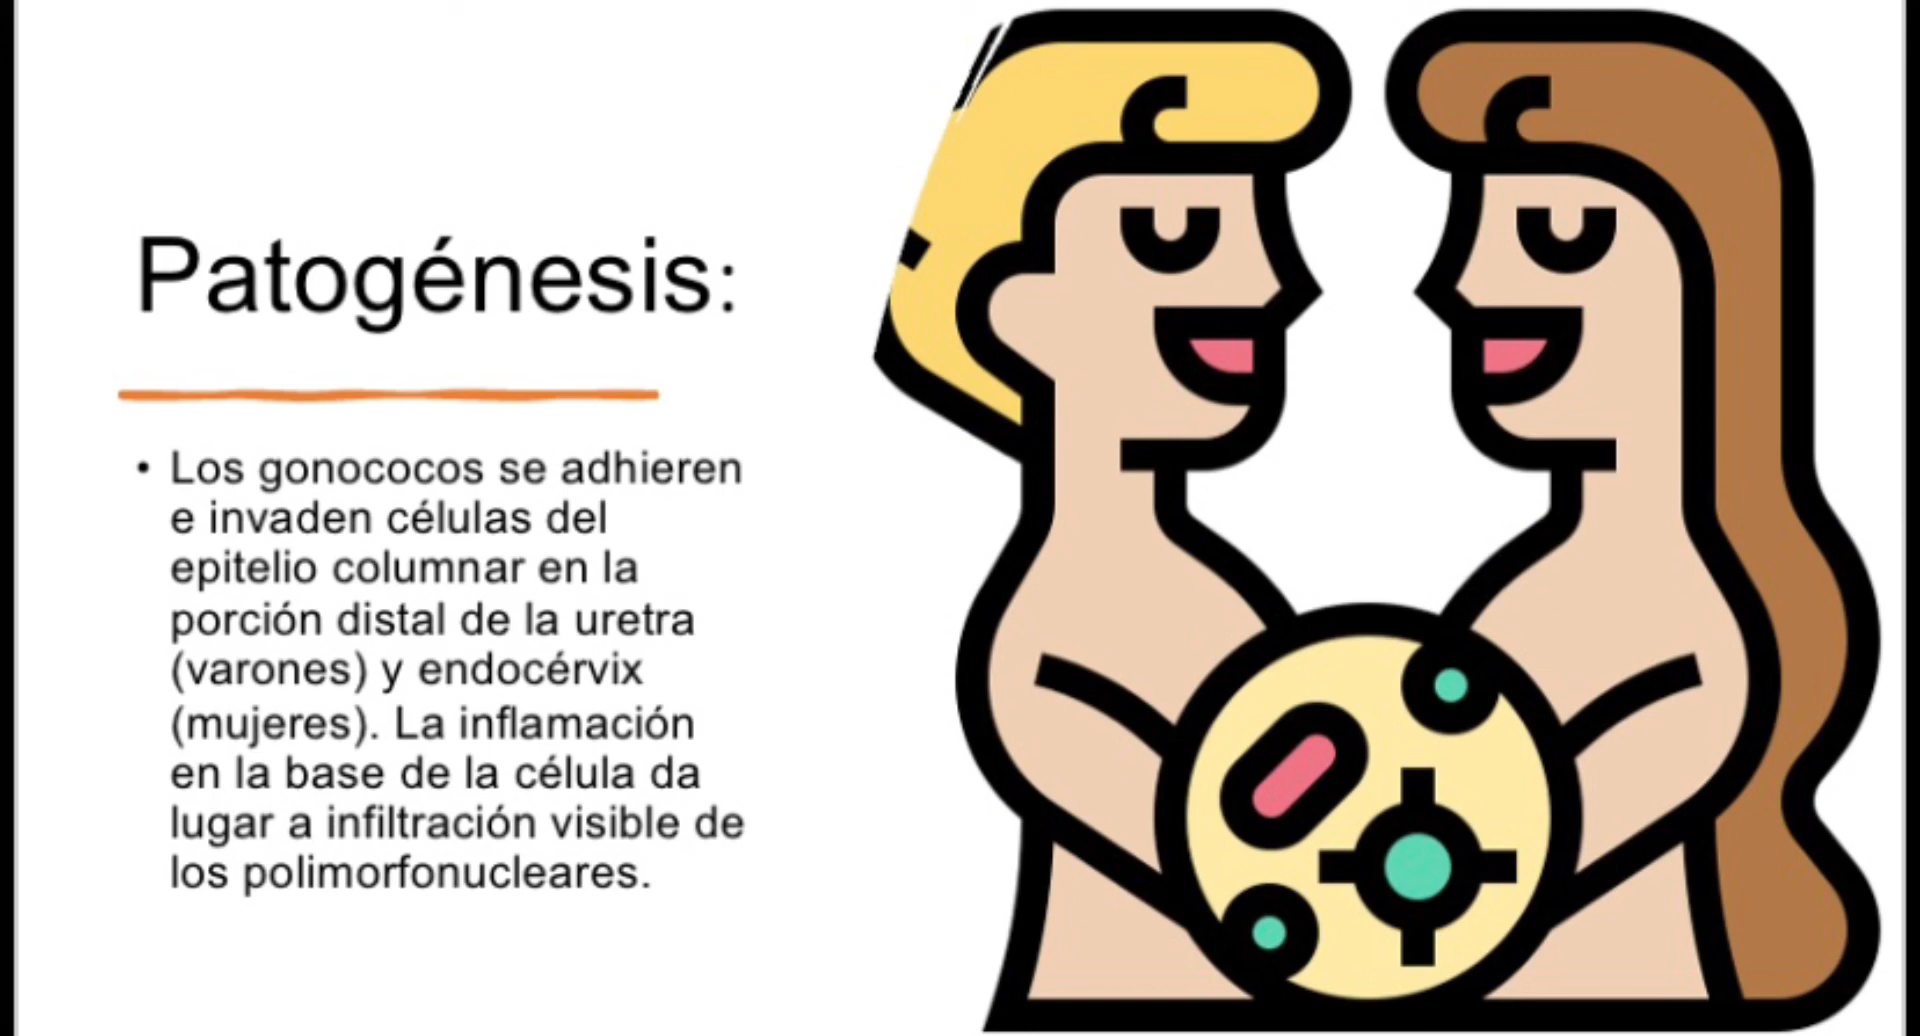 Patogénesis:
• Los gonococos se adhieren
e invaden células del
epitelio columnar en la
porción distal de la uretra
(varones) y endocérvix
(mujeres). La inflamación
en la base de la célula da
lugar a infiltración visible de
los polimorfonucleares.